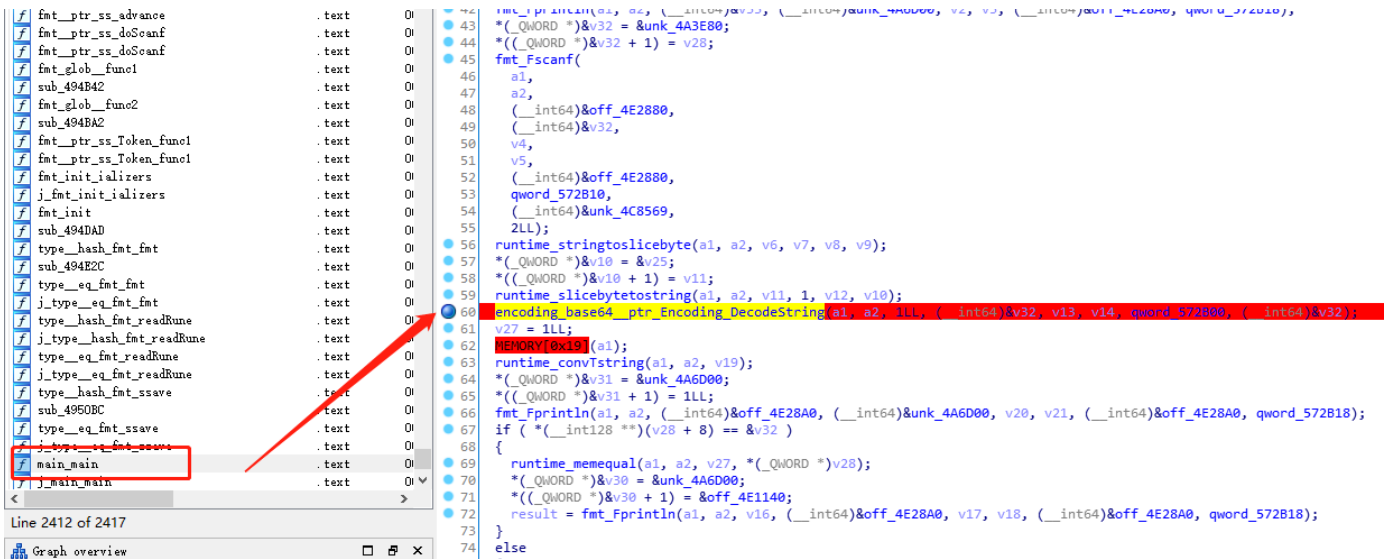 fmt_ptr_ss_advance .text
fmt__ptr_ss_doScanf .text
fmt__ptr_ss_doScanf .text
fmt_glob__func1 .text
sub_494B42 .text
fmt_glob__func2 .text
sub_494BA2 .text
fmt__ptr_ss_Token_func1 .text
fmt__ptr_ss_Token_func1 .text
fmt_init_ializers .text
j_fmt_init_ializers .text
fmt_init .text
sub_494DAD .text
type__hash_fmt_fmt .text
sub_494E2C .text
type__eq_fmt_fmt .text
j_type__eq_fmt_fmt .text
type__hash_fmt_readRune .text
j_type__hash_fmt_readRune .text
type__eq_fmt_readRune .text
j_type__eq_fmt_readRune .text
type__hash_fmt_ssave .text
sub_4950BC .text
type__eq_fmt_ssave .text
j_type__eq_fmt_ssave .text
main_main .text
j_main_main .text
Line 2412 of 2417
Graph overview
43 *(_QWORD *)&v32 = &unk_4A3E80;
44 *((_QWORD *)&v32 + 1) = v28;
45 fmt_Fscanf(
46 a1,
47 a2,
48 (__int64)&off_4E2880,
49 (__int64)&v32,
50 v4,
51 v5,
52 (__int64)&off_4E2880,
53 qword_572B10,
54 (__int64)&unk_4C8569,
55 2LL);
56 runtime_stringtoslicebyte(a1, a2, v6, v7, v8, v9);
57 *(_QWORD *)&v10 = &v25;
58 *((_QWORD *)&v10 + 1) = v11;
59 runtime_slicebytetostring(a1, a2, v11, 1, v12, v10);
60 encoding_base64__ptr_Encoding_DecodeString(a1, a2, 1LL, (__int64)&v32, v13, v14, qword_572B00, (__int64)&v32);
61 v27 = 1LL;
62 MEMORY[0x19](a1);
63 runtime_convTstring(a1, a2, v19);
64 *(_QWORD *)&v31 = &unk_4A6D00;
65 *((_QWORD *)&v31 + 1) = 1LL;
66 fmt_Fprintln(a1, a2, (__int64)&off_4E28A0, (__int64)&unk_4A6D00, v20, v21, (__int64)&off_4E28A0, qword_572B18);
67 if ( *(__int128 **)(v28 + 8) == &v32 )
68 {
69 runtime_memequal(a1, a2, v27, *(_QWORD *)v28);
70 *(_QWORD *)&v30 = &unk_4A6D00;
71 *((_QWORD *)&v30 + 1) = &off_4E1140;
72 result = fmt_Fprintln(a1, a2, v16, (__int64)&off_4E28A0, v17, v18, (__int64)&off_4E28A0, qword_572B18);
73 }
74 else